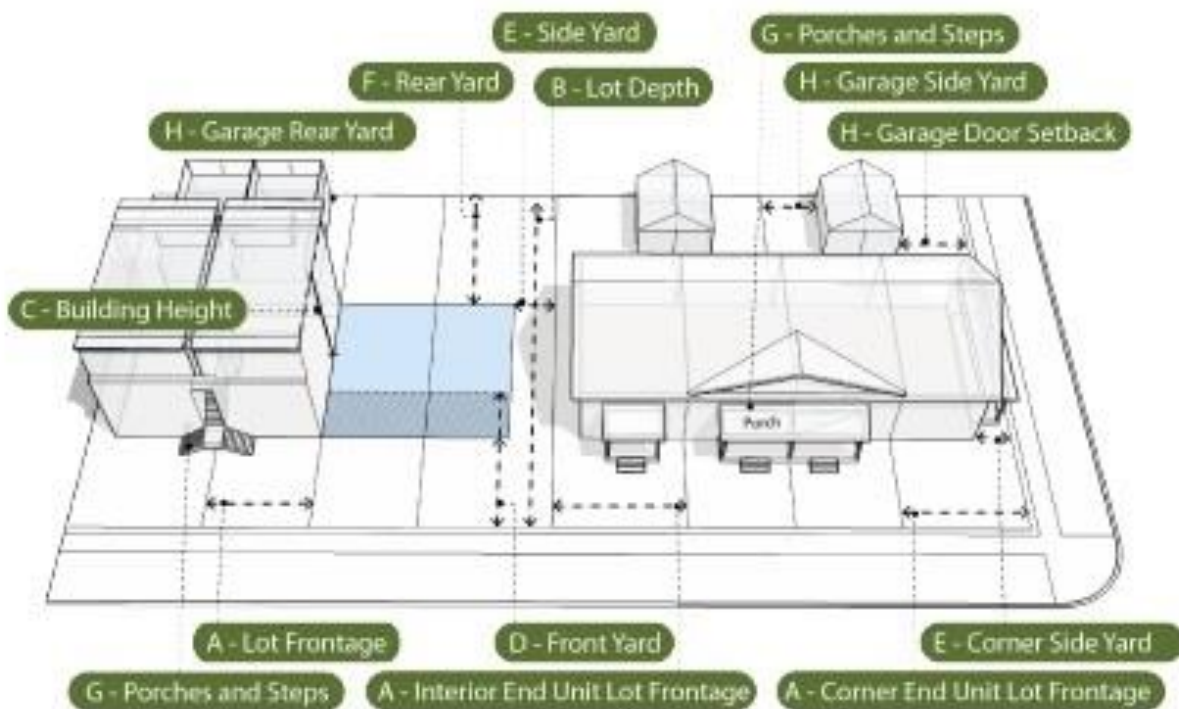 E - Side Yard
G - Porches and Steps
F - Rear Yard
B - Lot Depth
H - Garage Side Yard
H - Garage Rear Yard
H - Garage Door Setback
C - Building Height
Porch
A - Lot Frontage
D - Front Yard
E - Corner Side Yard
G - Porches and Steps
A - Interior End Unit Lot Frontage
A - Corner End Unit Lot Frontage